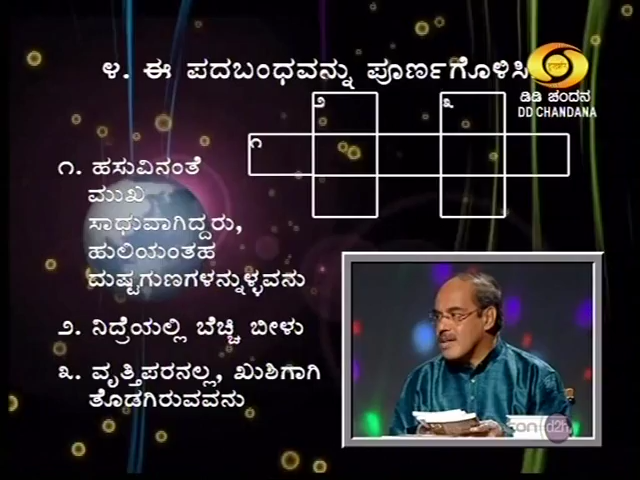 ೪. ಈ ಪದಬಂಧವನ್ನು ಪೂರ್ಣಗೊಳಿಸಿ
ಡಿಡಿ ಚಂದನ
DD CHANDANA
೨
೩
೧
೧. ಹಸುವಿನಂತೆ
ಮುಖ
ಸಾಧುವಾಗಿದ್ದರು,
ಹುಲಿಯಂತಹ
ದುಷ್ಟಗುಣಗಳನ್ನುಳ್ಳವನು
೨. ನಿದ್ರೆಯಲ್ಲಿ ಬೆಚ್ಚಿ ಬೀಳು
೩. ವೃತ್ತಿಪರನಲ್ಲ, ಖುಶಿಗಾಗಿ
ತೊಡಗಿರುವವನು
d2h